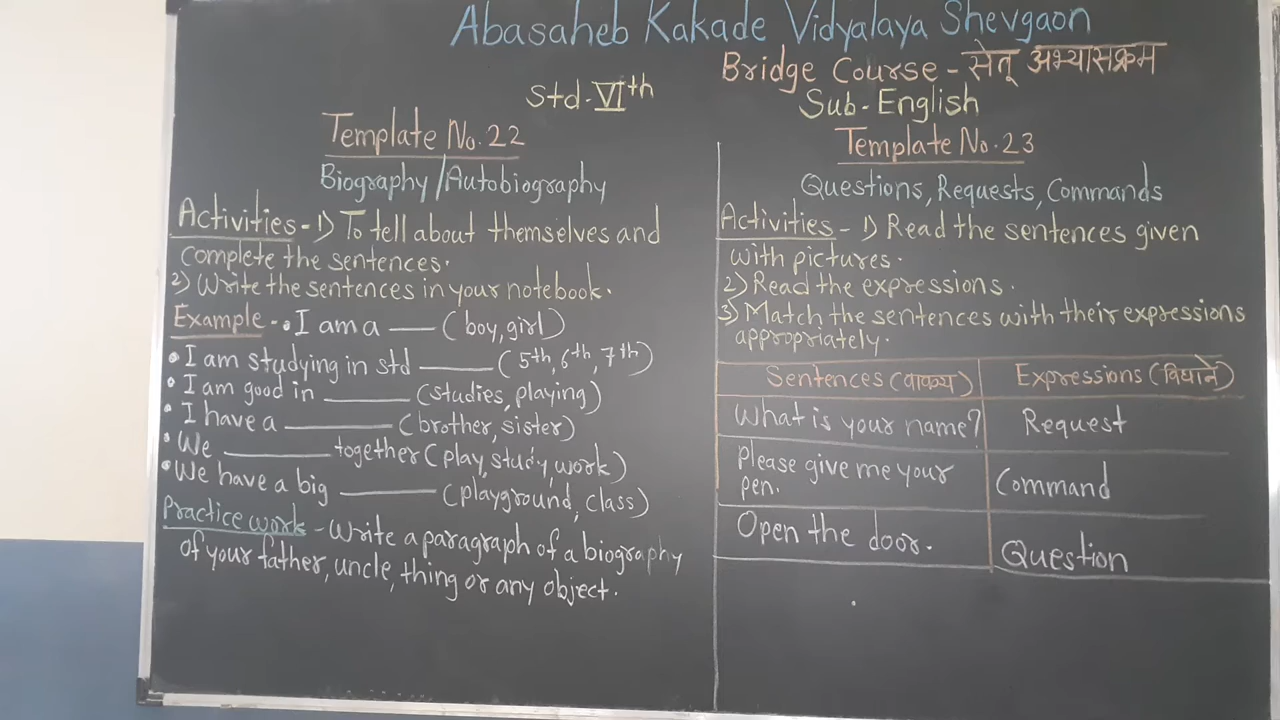 Abasaheb Kakade Vidyalaya Shevgaon
Bridge Course - सेतू अभ्यासक्रम
Std-VIth
Sub-English
Template No.22
Biography/Autobiography
Activities - 1) To tell about themselves and
complete the sentences.
2) Write the sentences in your notebook.
Example - • I am a ___ (boy, girl)
• I am studying in std ___ (5th, 6th, 7th)
• I am good in ___ (studies, playing)
• I have a ___ (brother, sister)
• We ___ together (play, study, work)
• We have a big ___ (playground, class)
Practice work - Write a paragraph of a biography
of your father, uncle, thing or any object.
Template No.23
Questions, Requests, Commands
Activities - 1) Read the sentences given
with pictures.
2) Read the expressions.
3) Match the sentences with their expressions
appropriately.
Sentences (वाक्य) Expressions (विधाने)
What is your name? Request
Please give me your
pen. Command
Open the door. Question